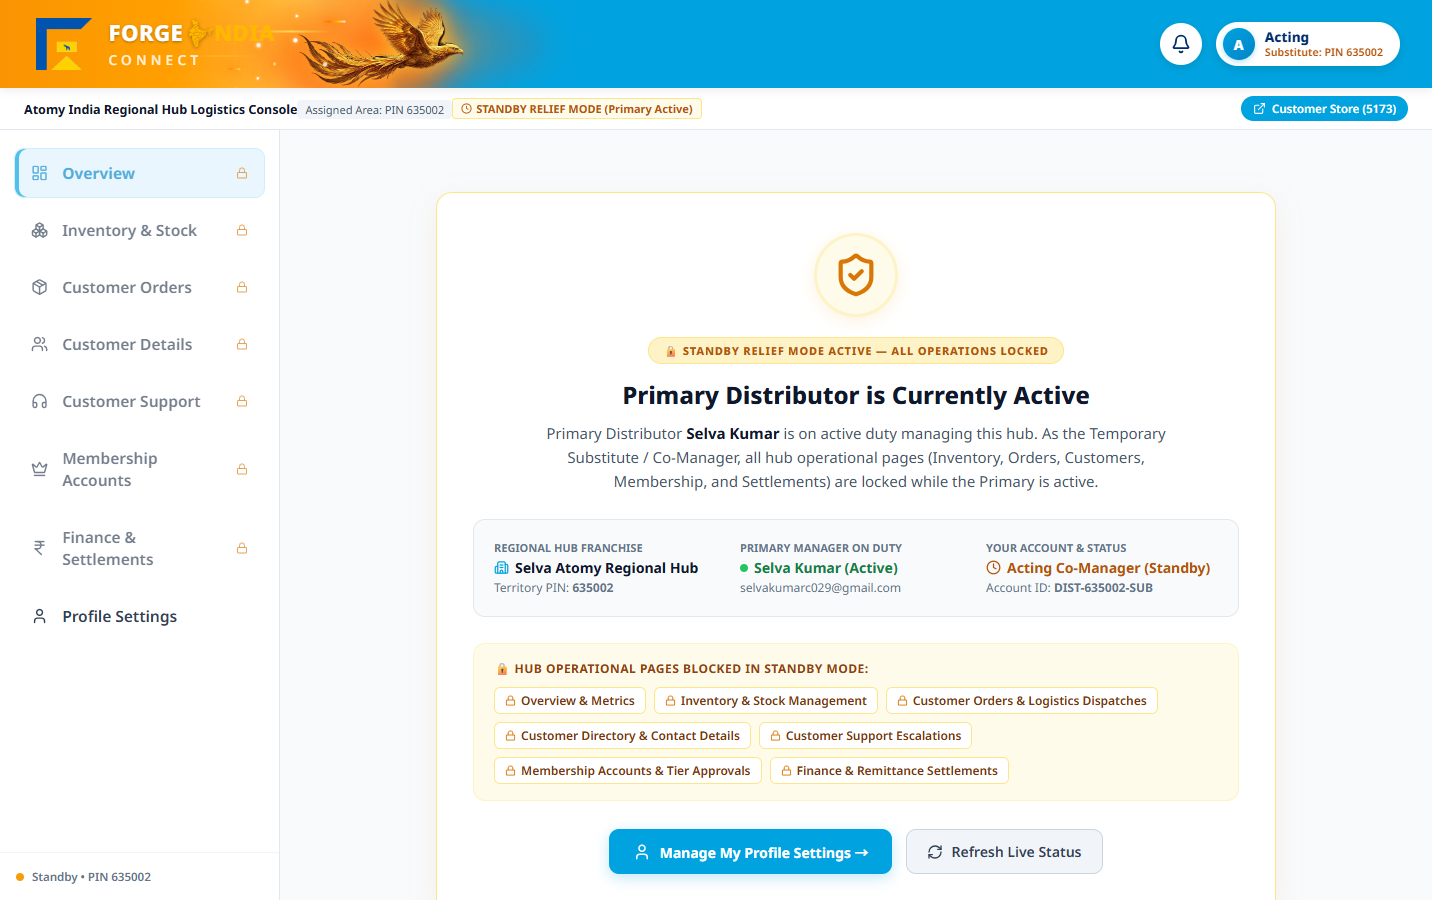 FORGE INDIA
CONNECT
A
Acting
Substitute: PIN 635002
Atomy India Regional Hub Logistics Console
Assigned Area: PIN 635002
STANDBY RELIEF MODE (Primary Active)
Customer Store (5173)
Overview
Inventory & Stock
Customer Orders
Customer Details
Customer Support
Membership
Accounts
Finance &
Settlements
Profile Settings
Standby • PIN 635002
STANDBY RELIEF MODE ACTIVE — ALL OPERATIONS LOCKED
Primary Distributor is Currently Active
Primary Distributor Selva Kumar is on active duty managing this hub. As the Temporary
Substitute / Co-Manager, all hub operational pages (Inventory, Orders, Customers,
Membership, and Settlements) are locked while the Primary is active.
REGIONAL HUB FRANCHISE
Selva Atomy Regional Hub
Territory PIN: 635002
PRIMARY MANAGER ON DUTY
Selva Kumar (Active)
selvakumarc029@gmail.com
YOUR ACCOUNT & STATUS
Acting Co-Manager (Standby)
Account ID: DIST-635002-SUB
HUB OPERATIONAL PAGES BLOCKED IN STANDBY MODE:
Overview & Metrics
Inventory & Stock Management
Customer Orders & Logistics Dispatches
Customer Directory & Contact Details
Customer Support Escalations
Membership Accounts & Tier Approvals
Finance & Remittance Settlements
Manage My Profile Settings →
Refresh Live Status